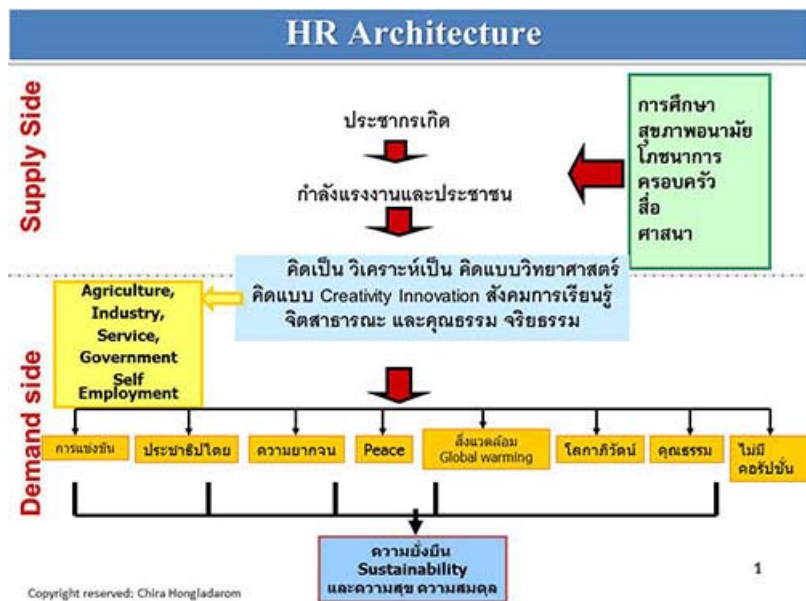 HR Architecture
Supply Side
ประชากรเกิด
กำลังแรงงานและประชาชน
การศึกษา
สุขภาพอนามัย
โภชนาการ
ครอบครัว
สื่อ
ศาสนา
คิดเป็น วิเคราะห์เป็น คิดแบบวิทยาศาสตร์
คิดแบบ Creativity Innovation สังคมการเรียนรู้
จิตสาธารณะ และคุณธรรม จริยธรรม
Demand side
Agriculture,
Industry,
Service,
Government
Self
Employment
การแข่งขัน
ประชาธิปไตย
ความยากจน
Peace
สิ่งแวดล้อม
Global warming
โลกาภิวัตน์
คุณธรรม
ไม่มี
คอรัปชั่น
ความยั่งยืน
Sustainability
และความสุข ความสมดุล
1
Copyright reserved: Chira Hongladarom